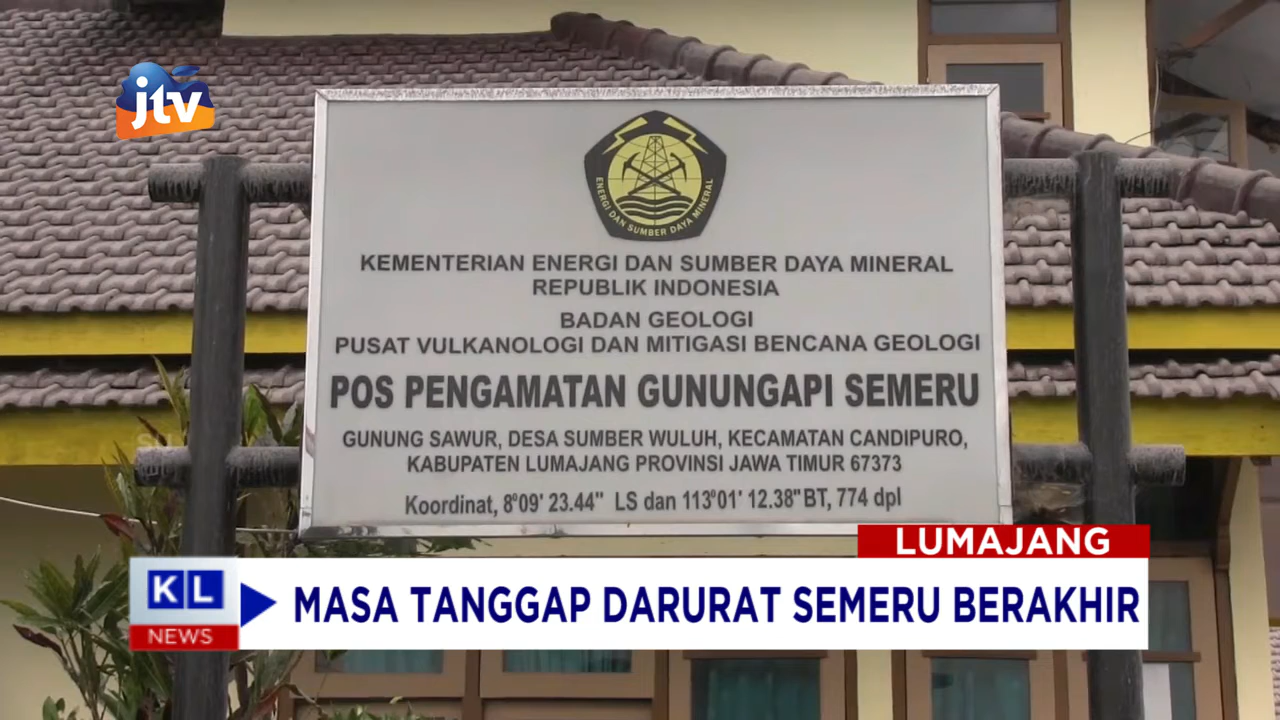 jtv
ENERGI DAN SUMBER DAYA MINERAL
KEMENTERIAN ENERGI DAN SUMBER DAYA MINERAL
REPUBLIK INDONESIA
BADAN GEOLOGI
PUSAT VULKANOLOGI DAN MITIGASI BENCANA GEOLOGI
POS PENGAMATAN GUNUNGAPI SEMERU
GUNUNG SAWUR, DESA SUMBER WULUH, KECAMATAN CANDIPURO,
KABUPATEN LUMAJANG PROVINSI JAWA TIMUR 67373
Koordinat, 8°09' 23.44" LS dan 113°01' 12.38" BT, 774 dpl
LUMAJANG
KL
NEWS
MASA TANGGAP DARURAT SEMERU BERAKHIR